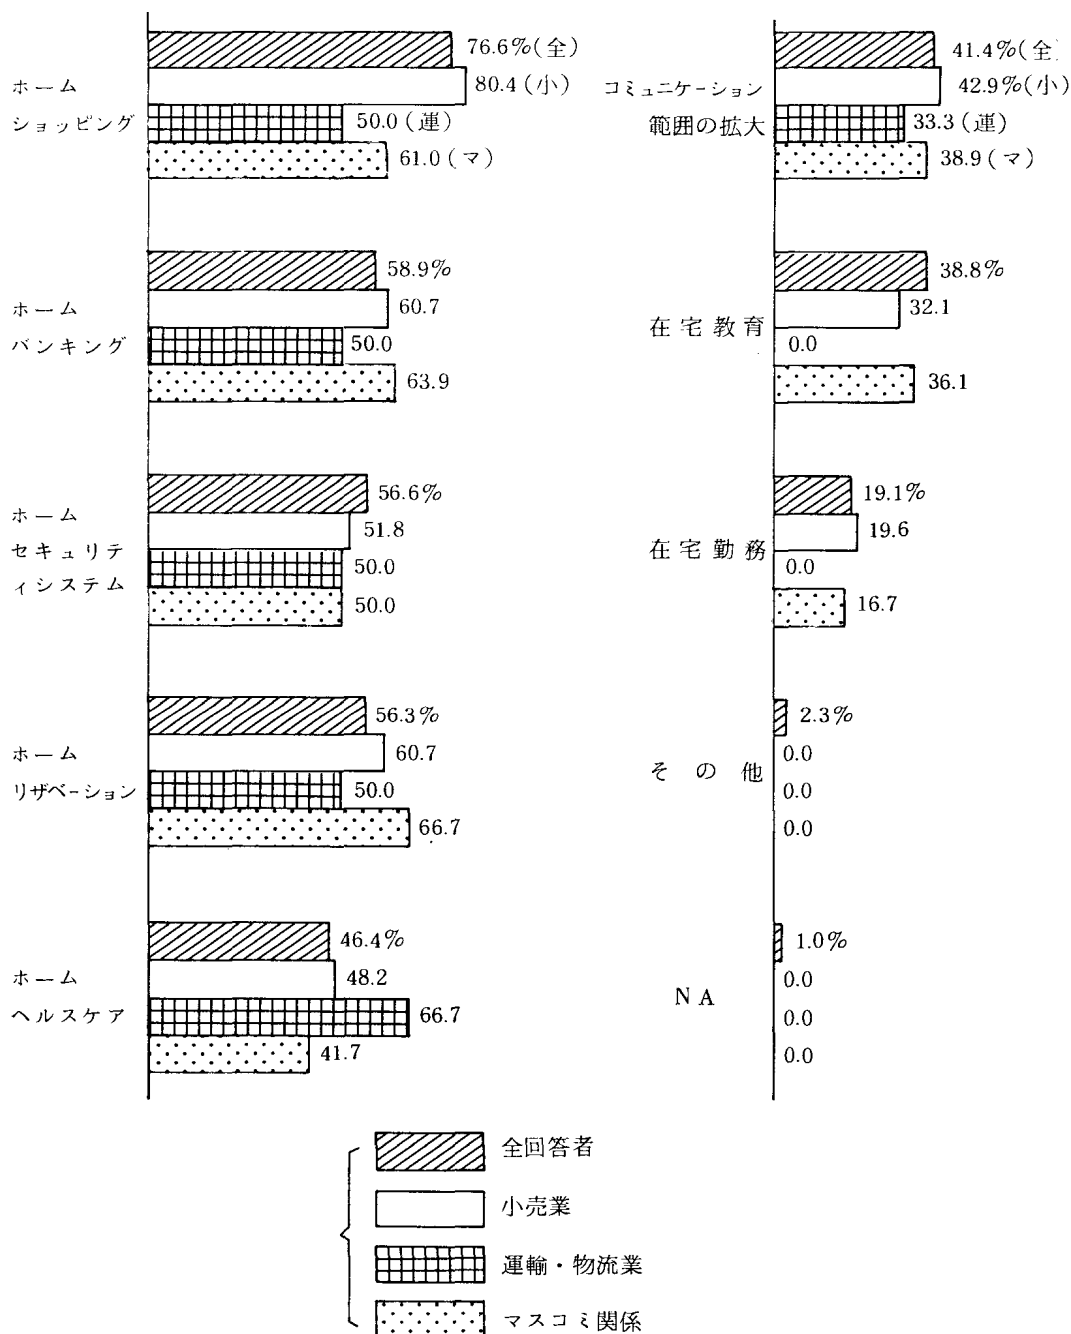 ホーム
ショッピング
76.6%(全)
80.4(小)
50.0(運)
61.0(マ)
ホーム
バンキング
58.9%
60.7
50.0
63.9
ホーム
セキュリテ
ィシステム
56.6%
51.8
50.0
50.0
ホーム
リザベーション
56.3%
60.7
50.0
66.7
ホーム
ヘルスケア
46.4%
48.2
66.7
41.7
コミュニケーション
範囲の拡大
41.4%(全)
42.9%(小)
33.3(運)
38.9(マ)
在宅教育
38.8%
32.1
0.0
36.1
在宅勤務
19.1%
19.6
0.0
16.7
その他
2.3%
0.0
0.0
0.0
NA
1.0%
0.0
0.0
0.0
全回答者
小売業
運輸・物流業
マスコミ関係